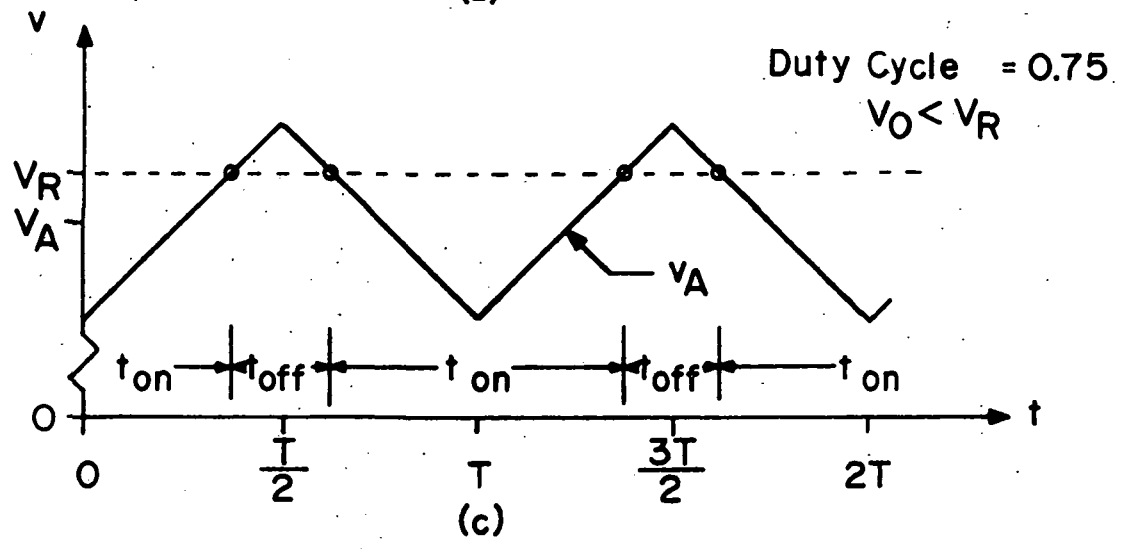 v
Duty Cycle = 0.75
V_O < V_R
V_R
V_A
v_A
t_on t_off t_on t_off t_on
0 t
0 T/2 T 3T/2 2T
(c)